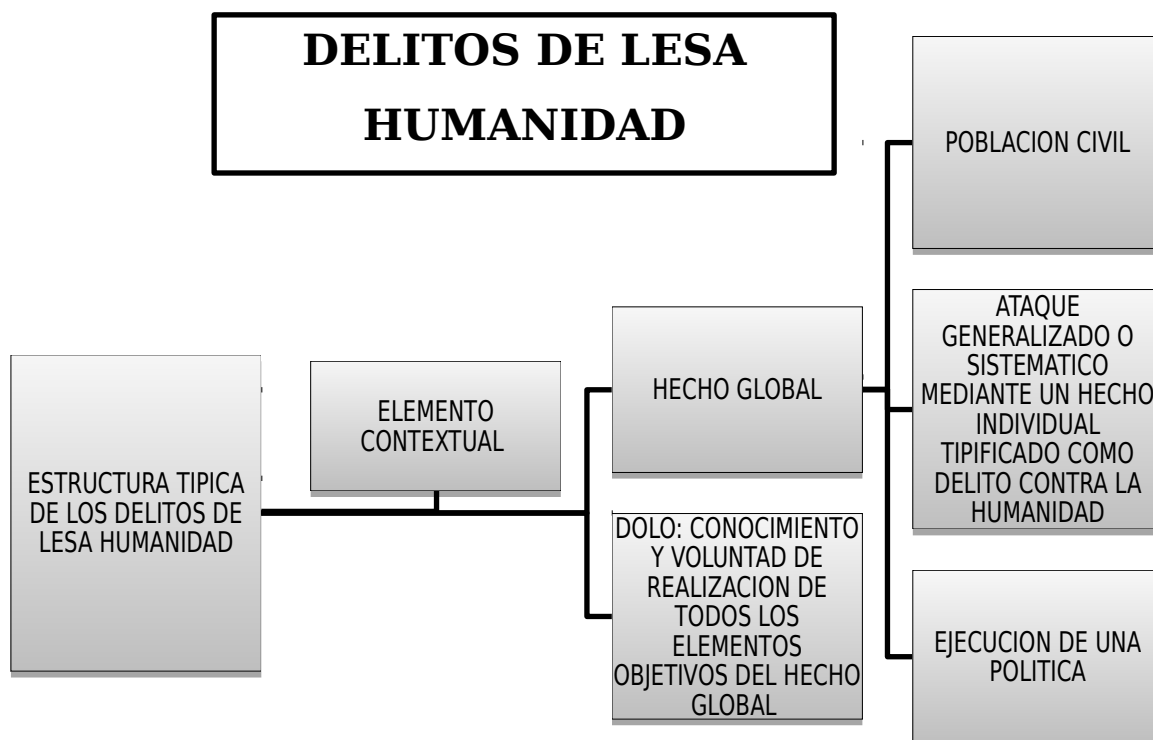 DELITOS DE LESA
HUMANIDAD
ESTRUCTURA TIPICA
DE LOS DELITOS DE
LESA HUMANIDAD
ELEMENTO
CONTEXTUAL
HECHO GLOBAL
DOLO: CONOCIMIENTO
Y VOLUNTAD DE
REALIZACION DE
TODOS LOS
ELEMENTOS
OBJETIVOS DEL HECHO
GLOBAL
POBLACION CIVIL
ATAQUE
GENERALIZADO O
SISTEMATICO
MEDIANTE UN HECHO
INDIVIDUAL
TIPIFICADO COMO
DELITO CONTRA LA
HUMANIDAD
EJECUCION DE UNA
POLITICA